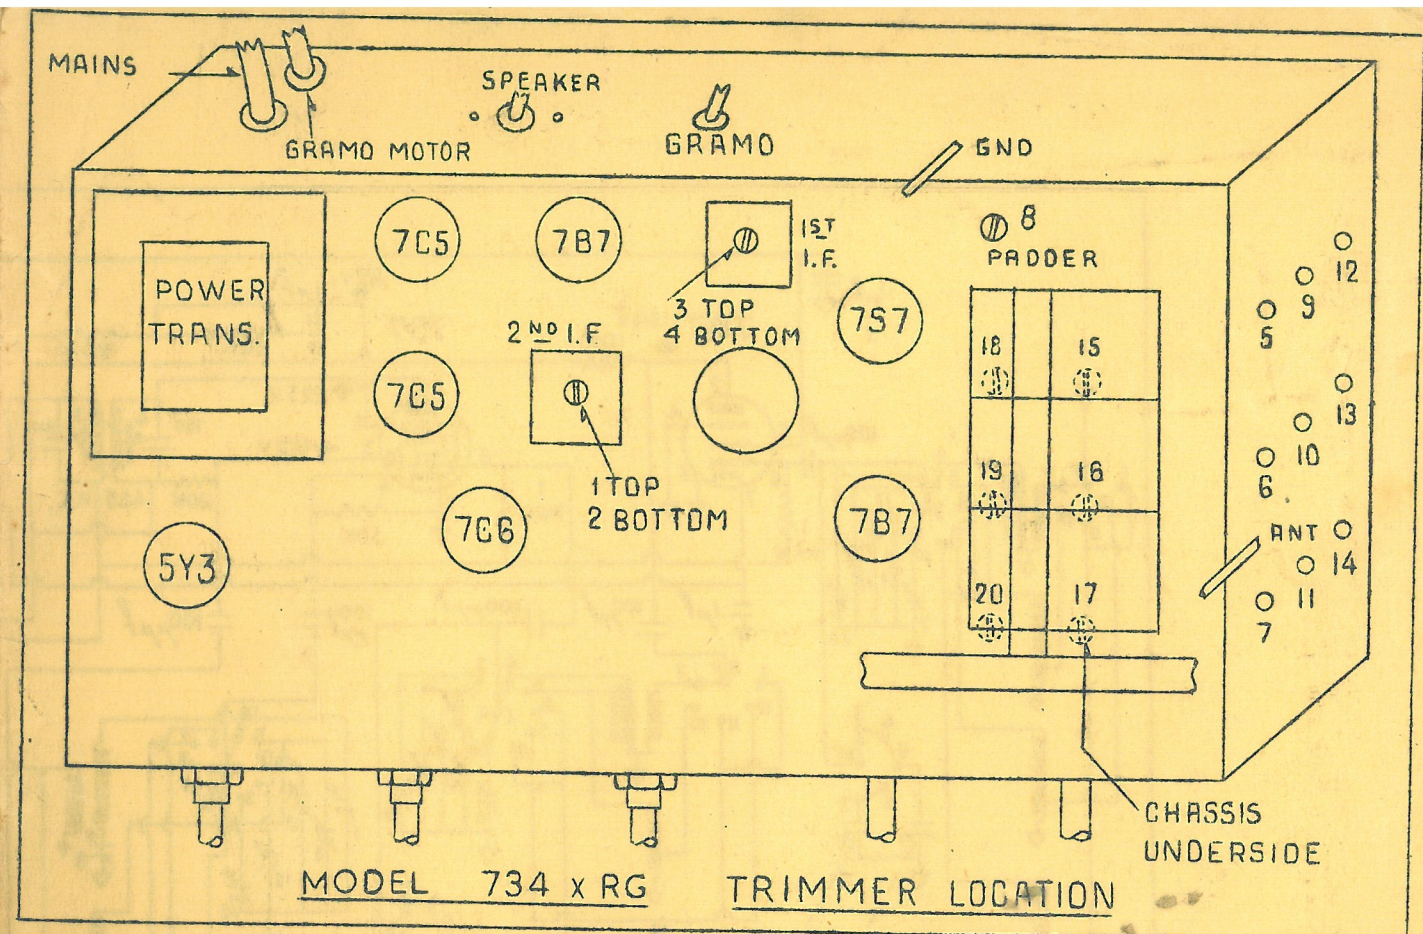 MAINS
SPEAKER
GRAMO MOTOR
GRAMO
GND
8
PADDER
POWER
TRANS.
7C5
7B7
1ST
I.F.
3 TOP
4 BOTTOM
7S7
2ND I.F
7C5
1 TOP
2 BOTTOM
7C6
7B7
5Y3
18
15
19
16
20
17
12
9
5
13
10
6
ANT
14
11
7
CHASSIS
UNDERSIDE
MODEL 734 x RG TRIMMER LOCATION